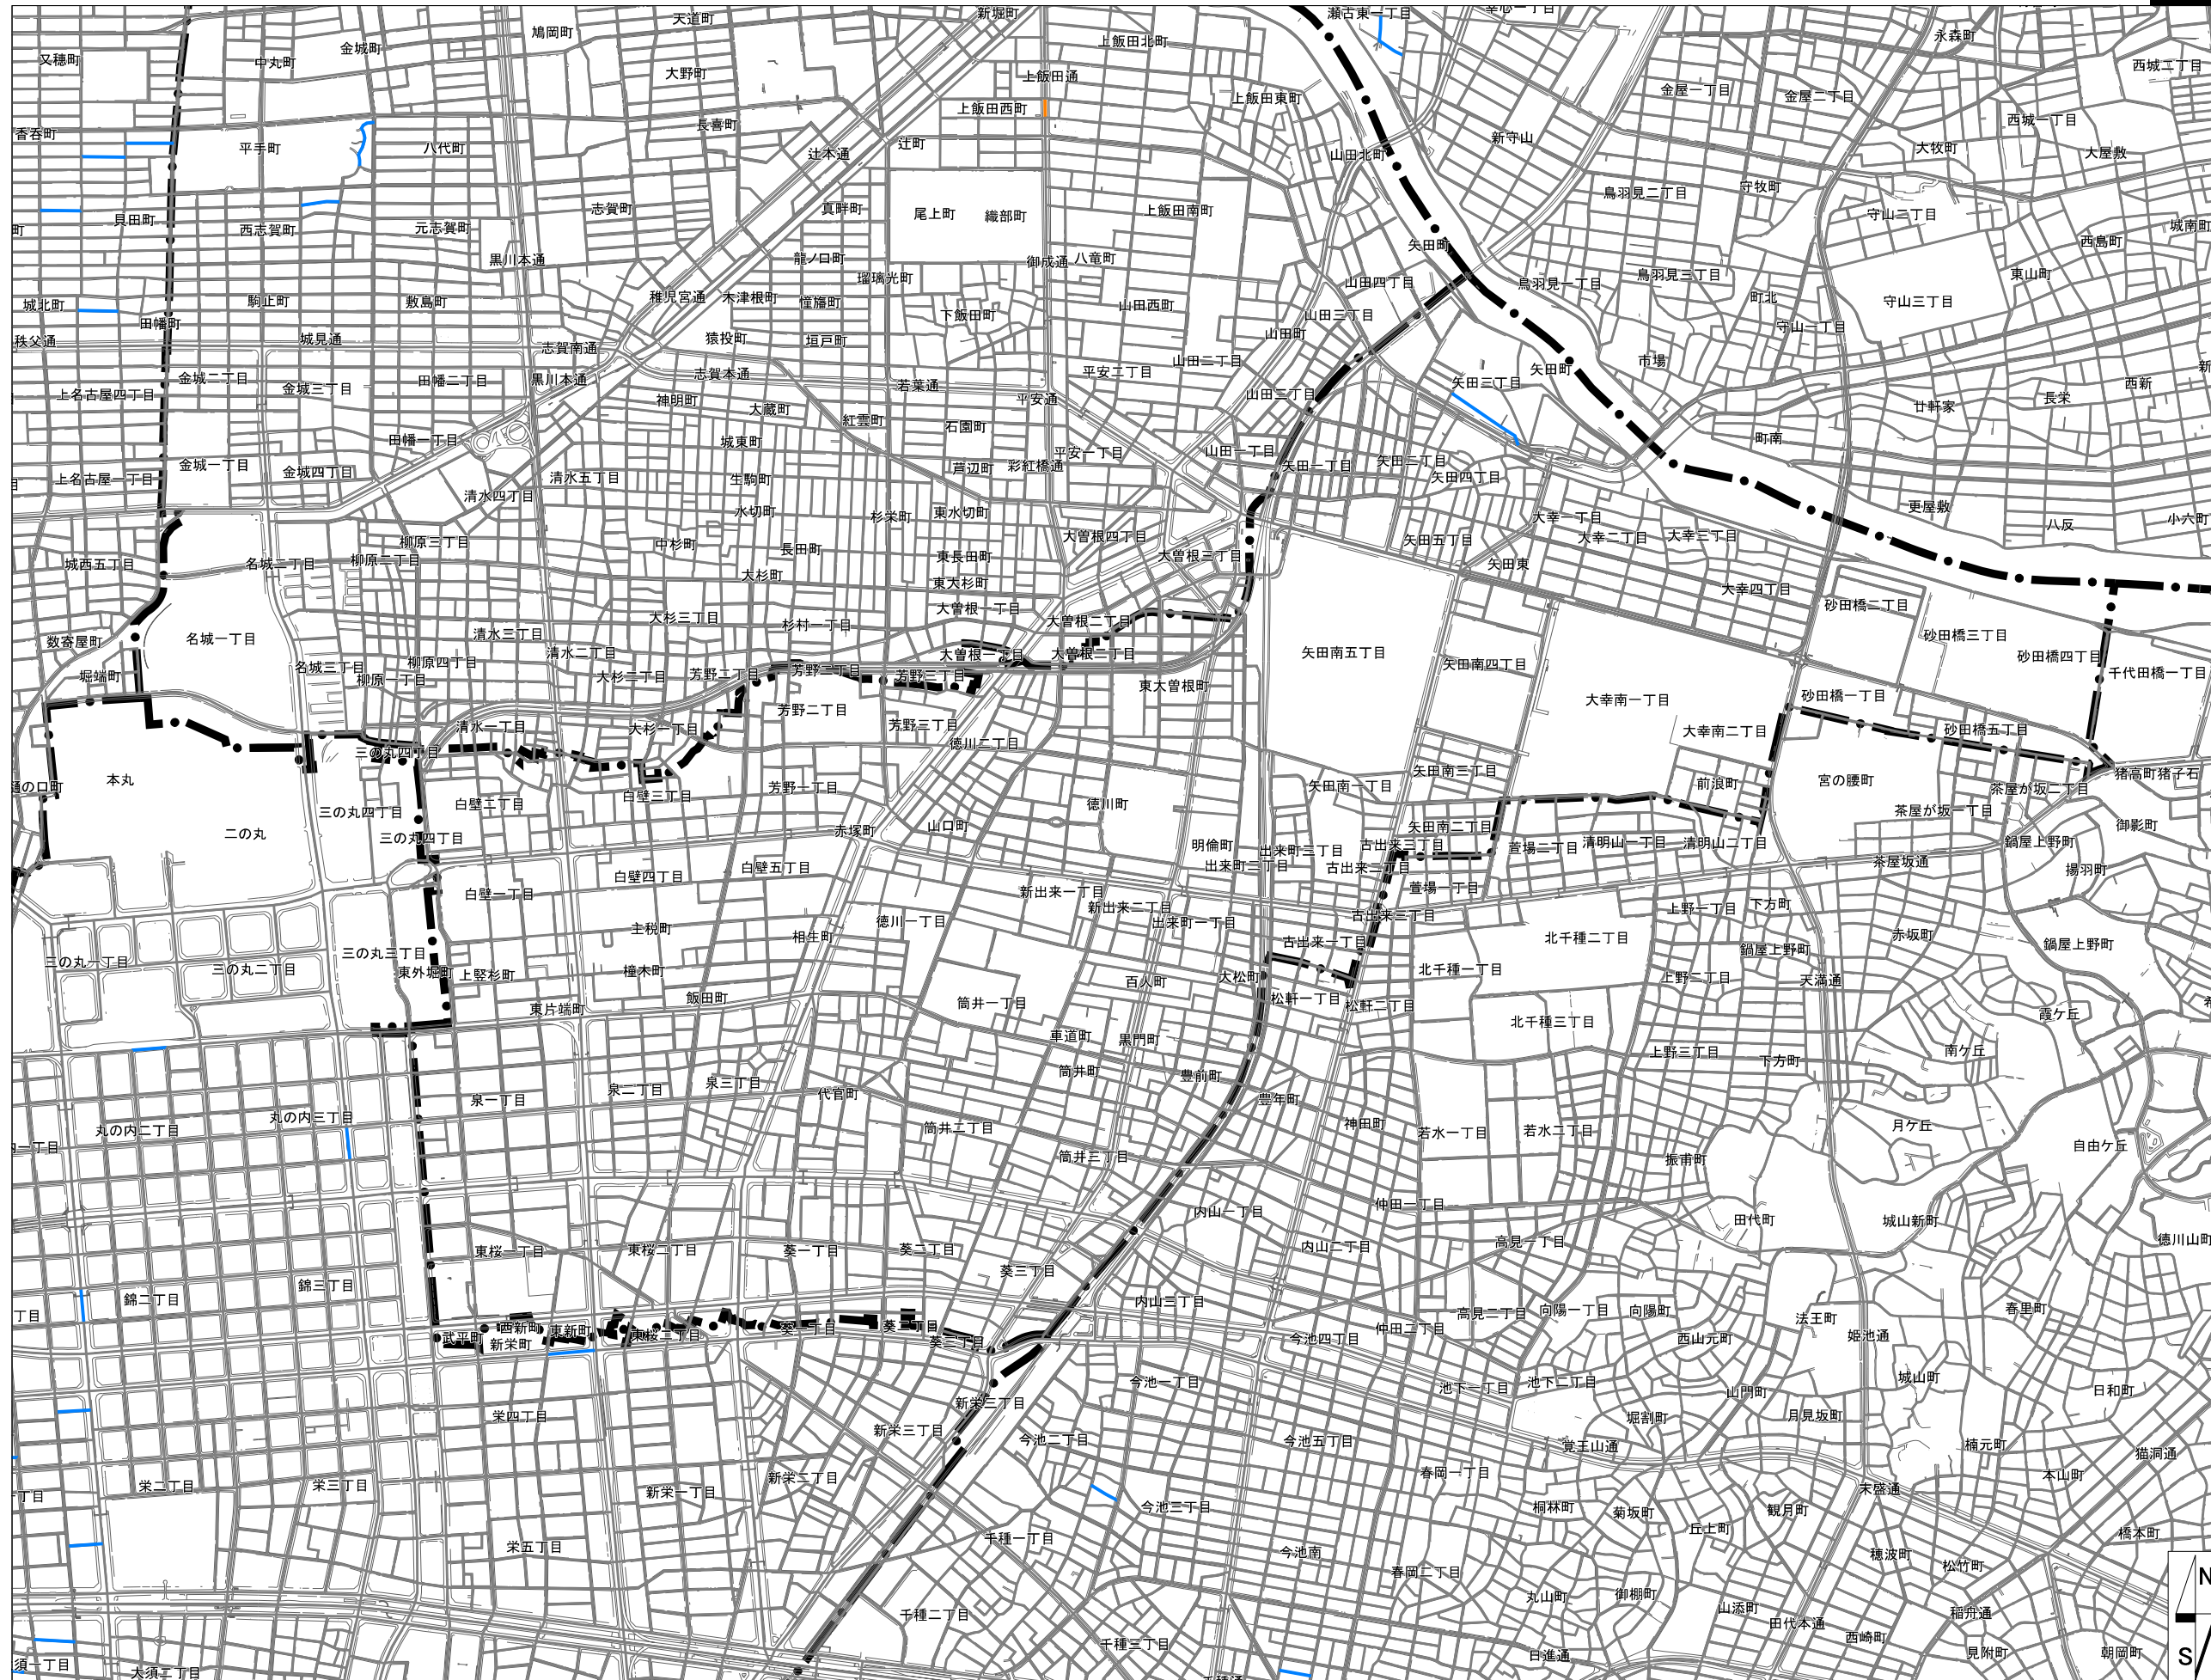 天道町
新堀町
瀬古東一丁目
鳩岡町
上飯田北町
永森町
又穂町
中丸町
金城町
大野町
上飯田通
西城二丁目
金屋一丁目
金屋二丁目
上飯田西町
上飯田東町
西城一丁目
香呑町
平手町
八代町
長喜町
辻本通
辻町
山田北町
新守山
大牧町
大屋敷
鳥羽見二丁目
守牧町
貝田町
西志賀町
元志賀町
志賀町
真畔町
尾上町
織部町
上飯田南町
守山二丁目
城南町
矢田町
西島町
黒川本通
龍ノ口町
瑠璃光町
御成通
八竜町
山田四丁目
鳥羽見一丁目
鳥羽見三丁目
東山町
城北町
駒止町
敷島町
稚児宮通
木津根町
憧旛町
下飯田町
山田西町
町北
守山三丁目
田幡町
山田三丁目
秩父通
城見通
志賀南通
猿投町
垣戸町
山田町
守山一丁目
金城二丁目
金城三丁目
田幡二丁目
黒川本通
志賀本通
若葉通
平安二丁目
山田二丁目
矢田町
市場
上名古屋四丁目
神明町
大蔵町
平安通
山田三丁目
矢田三丁目
西新
長栄
廿軒家
田幡一丁目
城東町
紅雲町
石園町
平安一丁目
山田一丁目
町南
上名古屋一丁目
金城一丁目
金城四丁目
清水五丁目
生駒町
芦辺町
彩紅橋通
矢田一丁目
矢田二丁目
矢田四丁目
清水四丁目
水切町
杉栄町
東水切町
大幸一丁目
更屋敷
八反
小六町
柳原三丁目
中杉町
長田町
大曽根四丁目
矢田五丁目
大幸二丁目
大幸三丁目
城西五丁目
名城二丁目
柳原二丁目
大杉町
東長田町
東大杉町
大曽根三丁目
矢田東
大幸四丁目
大杉三丁目
杉村一丁目
大曽根一丁目
大曽根二丁目
砂田橋二丁目
数寄屋町
名城一丁目
清水三丁目
砂田橋三丁目
名城三丁目
柳原四丁目
清水二丁目
大曽根一丁目
大曽根二丁目
矢田南五丁目
矢田南四丁目
砂田橋四丁目
堀端町
柳原一丁目
大杉二丁目
芳野二丁目
芳野二丁目
芳野三丁目
東大曽根町
千代田橋一丁目
芳野二丁目
大幸南一丁目
砂田橋一丁目
清水一丁目
大杉一丁目
芳野三丁目
大幸南二丁目
砂田橋五丁目
三の丸四丁目
徳川二丁目
本丸
樋の口町
白壁三丁目
芳野一丁目
矢田南一丁目
矢田南三丁目
前浪町
宮の腰町
茶屋が坂二丁目
猪高町猪子石
三の丸四丁目
白壁二丁目
徳川町
茶屋が坂一丁目
二の丸
三の丸四丁目
赤塚町
山口町
矢田南二丁目
御影町
明倫町
出来町三丁目
古出来三丁目
萱場二丁目
清明山一丁目
清明山二丁目
鍋屋上野町
白壁一丁目
白壁四丁目
白壁五丁目
出来町二丁目
古出来二丁目
茶屋坂通
揚羽町
新出来一丁目
萱場一丁目
主税町
徳川一丁目
新出来二丁目
出来町一丁目
古出来三丁目
上野一丁目
下方町
三の丸一丁目
三の丸二丁目
三の丸三丁目
相生町
古出来一丁目
北千種二丁目
鍋屋上野町
赤坂町
鍋屋上野町
東外堀町
上竪杉町
橦木町
百人町
大松町
北千種一丁目
上野二丁目
天満通
東片端町
飯田町
筒井一丁目
松軒一丁目
松軒二丁目
霞ケ丘
車道町
黒門町
北千種三丁目
上野三丁目
下方町
南ケ丘
泉一丁目
泉二丁目
泉三丁目
代官町
筒井町
豊前町
豊年町
丸の内二丁目
丸の内三丁目
筒井二丁目
神田町
若水一丁目
若水二丁目
月ケ丘
自由ケ丘
筒井三丁目
振甫町
内山一丁目
仲田一丁目
田代町
城山新町
徳川山町
東桜一丁目
東桜二丁目
葵一丁目
葵二丁目
葵三丁目
内山二丁目
高見一丁目
錦二丁目
錦三丁目
内山三丁目
高見二丁目
向陽一丁目
向陽町
法王町
春里町
武平町
西新町
東新町
新栄町
東桜二丁目
葵一丁目
葵二丁目
葵三丁目
今池四丁目
仲田二丁目
西山元町
姫池通
今池一丁目
池下一丁目
池下二丁目
山門町
城山町
日和町
栄四丁目
新栄三丁目
新栄三丁目
今池二丁目
今池五丁目
堀割町
月見坂町
覚王山通
楠元町
猫洞通
栄二丁目
栄三丁目
新栄一丁目
新栄二丁目
今池三丁目
春岡一丁目
桐林町
菊坂町
観月町
末盛通
本山町
栄五丁目
千種一丁目
今池南
春岡二丁目
丘上町
穂波町
松竹町
橋本町
千種二丁目
丸山町
御棚町
山添町
田代本通
稲舟通
千種三丁目
日進通
西崎町
見附町
朝岡町
大須二丁目
N
S